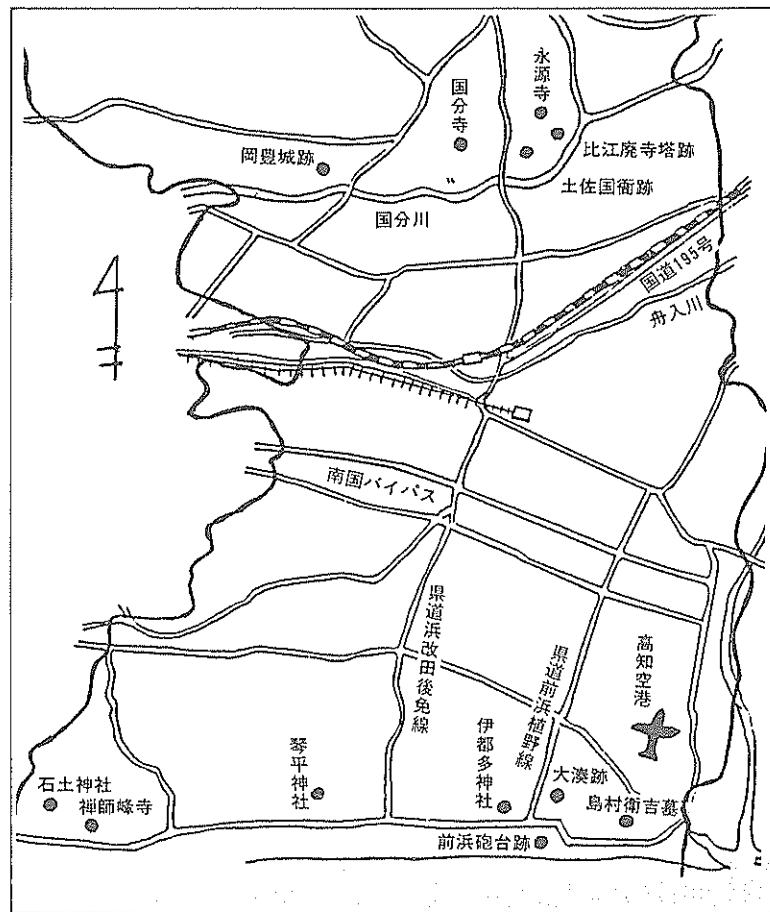 永源寺
国分寺
岡豊城跡
比江廃寺塔跡
土佐国衙跡
国分川
国道195号
舟入川
南国バイパス
県道浜改田後免線
県道前浜植野線
高知空港
琴平神社
伊都多神社
大湊跡
石土神社
禅師峰寺
島村衛吉墓
前浜砲台跡